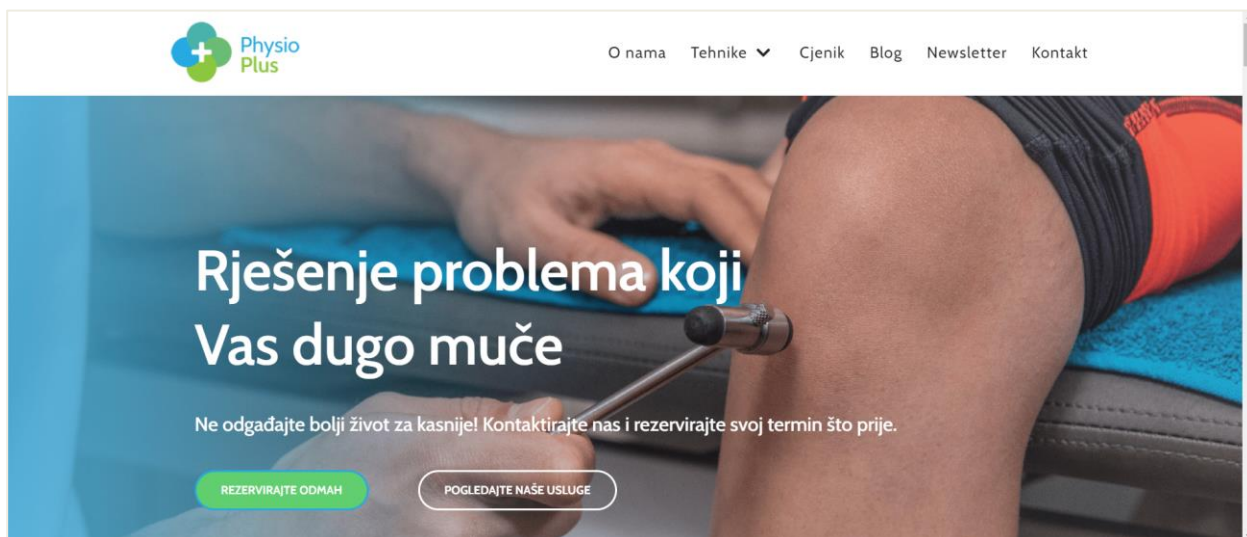 Physio
Plus
O nama Tehnike Cjenik Blog Newsletter Kontakt
Rješenje problema koji
Vas dugo muče
Ne odgađajte bolji život za kasnije! Kontaktirajte nas i rezervirajte svoj termin što prije.
REZERVIRAJTE ODMAH POGLEDAJTE NAŠE USLUGE